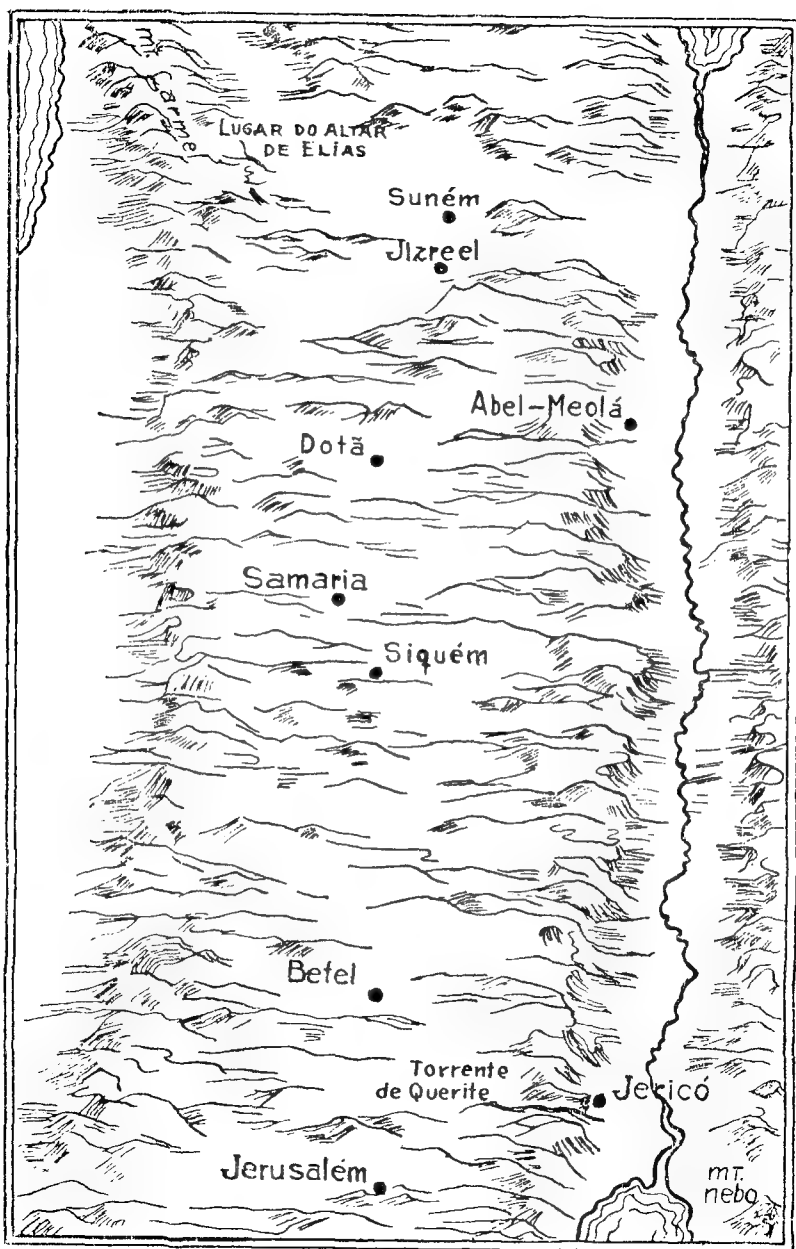 m. Carme
LUGAR DO ALTAR
DE ELIAS
Suném
Jizreel
Abel-Meolá
Dotã
Samaria
Siquém
Betel
Torrente
de Querite
Jericó
Jerusalém
mT.
nebo